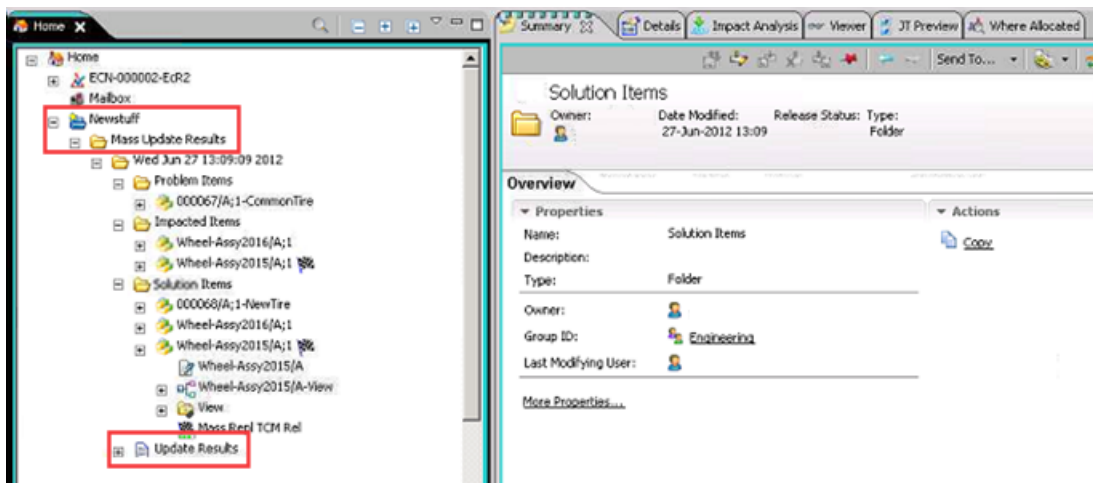 Home
Home
ECN-000002-EcR2
Mailbox
Newstuff
Mass Update Results
Wed Jun 27 13:09:09 2012
Problem Items
000067/A;1-CommonTire
Impacted Items
Wheel-Assy2016/A;1
Wheel-Assy2015/A;1
Solution Items
000068/A;1-NewTire
Wheel-Assy2016/A;1
Wheel-Assy2015/A;1
Wheel-Assy2015/A
Wheel-Assy2015/A-View
View
Mass Repl TCM Rel
Update Results
Summary Details Impact Analysis Viewer JT Preview Where Allocated
Send To...
Solution Items
Owner: Date Modified: Release Status: Type:
27-Jun-2012 13:09 Folder
Overview
Properties
Name: Solution Items
Description:
Type: Folder
Owner:
Group ID: Engineering
Last Modifying User:
More Properties...
Actions
Copy